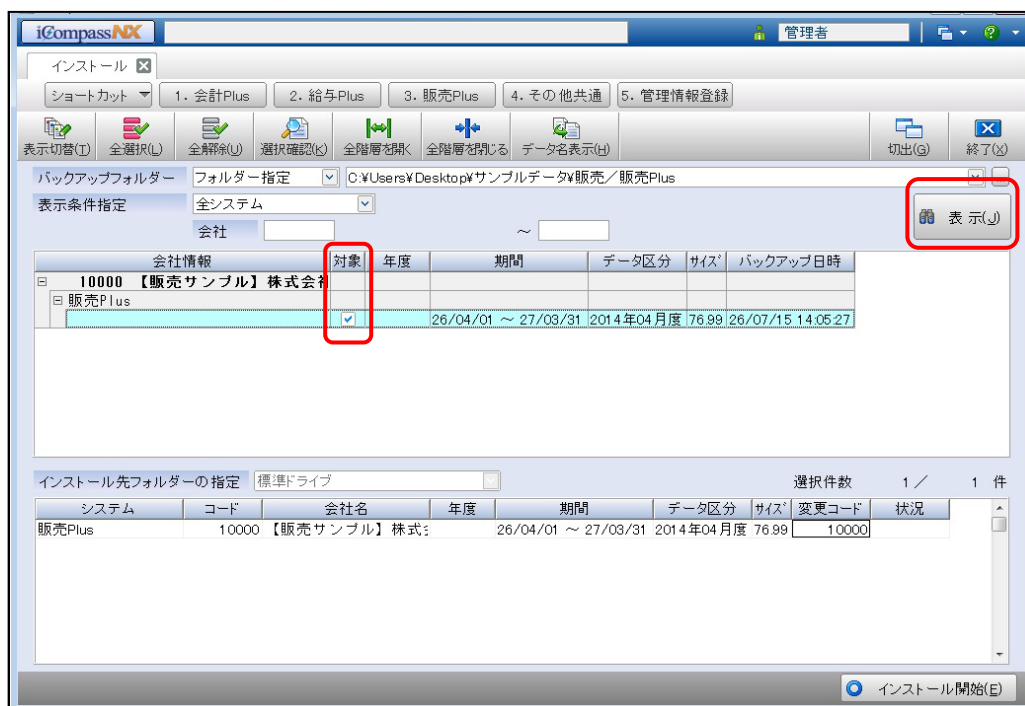 iCompassNX 管理者
インストール
ショートカット 1. 会計Plus 2. 給与Plus 3. 販売Plus 4. その他共通 5. 管理情報登録
表示切替(T) 全選択(L) 全解除(U) 選択確認(K) 全階層を開く 全階層を閉じる データ名表示(H) 切出(G) 終了(X)
バックアップフォルダー フォルダー指定 C:¥Users¥Desktop¥サンプルデータ¥販売／販売Plus
表示条件指定 全システム 表 示(J)
会社 ～
会社情報 対象 年度 期間 データ区分 ｻｲｽﾞ バックアップ日時
10000 【販売サンプル】株式会社
販売Plus
26/04/01 ～ 27/03/31 2014年04月度 76.99 26/07/15 14:05:27
インストール先フォルダーの指定 標準ドライブ 選択件数 1／ 1 件
システム コード 会社名 年度 期間 データ区分 ｻｲｽﾞ 変更コード 状況
販売Plus 10000 【販売サンプル】株式 26/04/01 ～ 27/03/31 2014年04月度 76.99 10000
インストール開始(E)